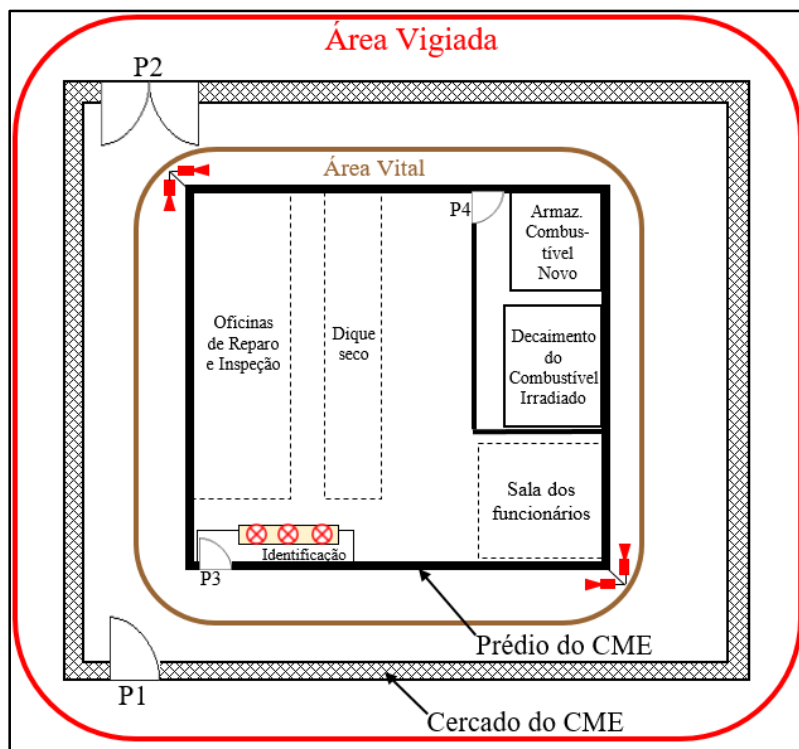 Área Vigiada
P2
Área Vital
P4
Armaz.
Combus-
tível
Novo
Oficinas
de Reparo
e Inspeção
Dique
seco
Decaimento
do
Combustível
Irradiado
Sala dos
funcionários
Identificação
P3
Prédio do CME
P1
Cercado do CME